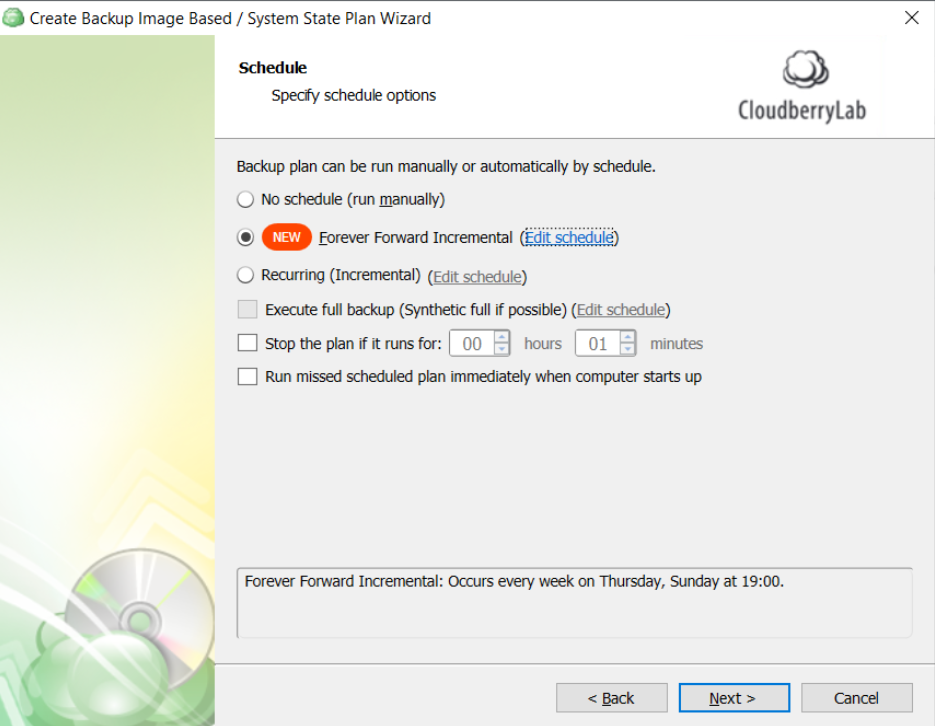 Create Backup Image Based / System State Plan Wizard
Schedule
Specify schedule options
CloudberryLab
Backup plan can be run manually or automatically by schedule.
No schedule (run manually)
NEW Forever Forward Incremental (Edit schedule)
Recurring (Incremental) (Edit schedule)
Execute full backup (Synthetic full if possible) (Edit schedule)
Stop the plan if it runs for: 00 hours 01 minutes
Run missed scheduled plan immediately when computer starts up
Forever Forward Incremental: Occurs every week on Thursday, Sunday at 19:00.
< Back Next > Cancel